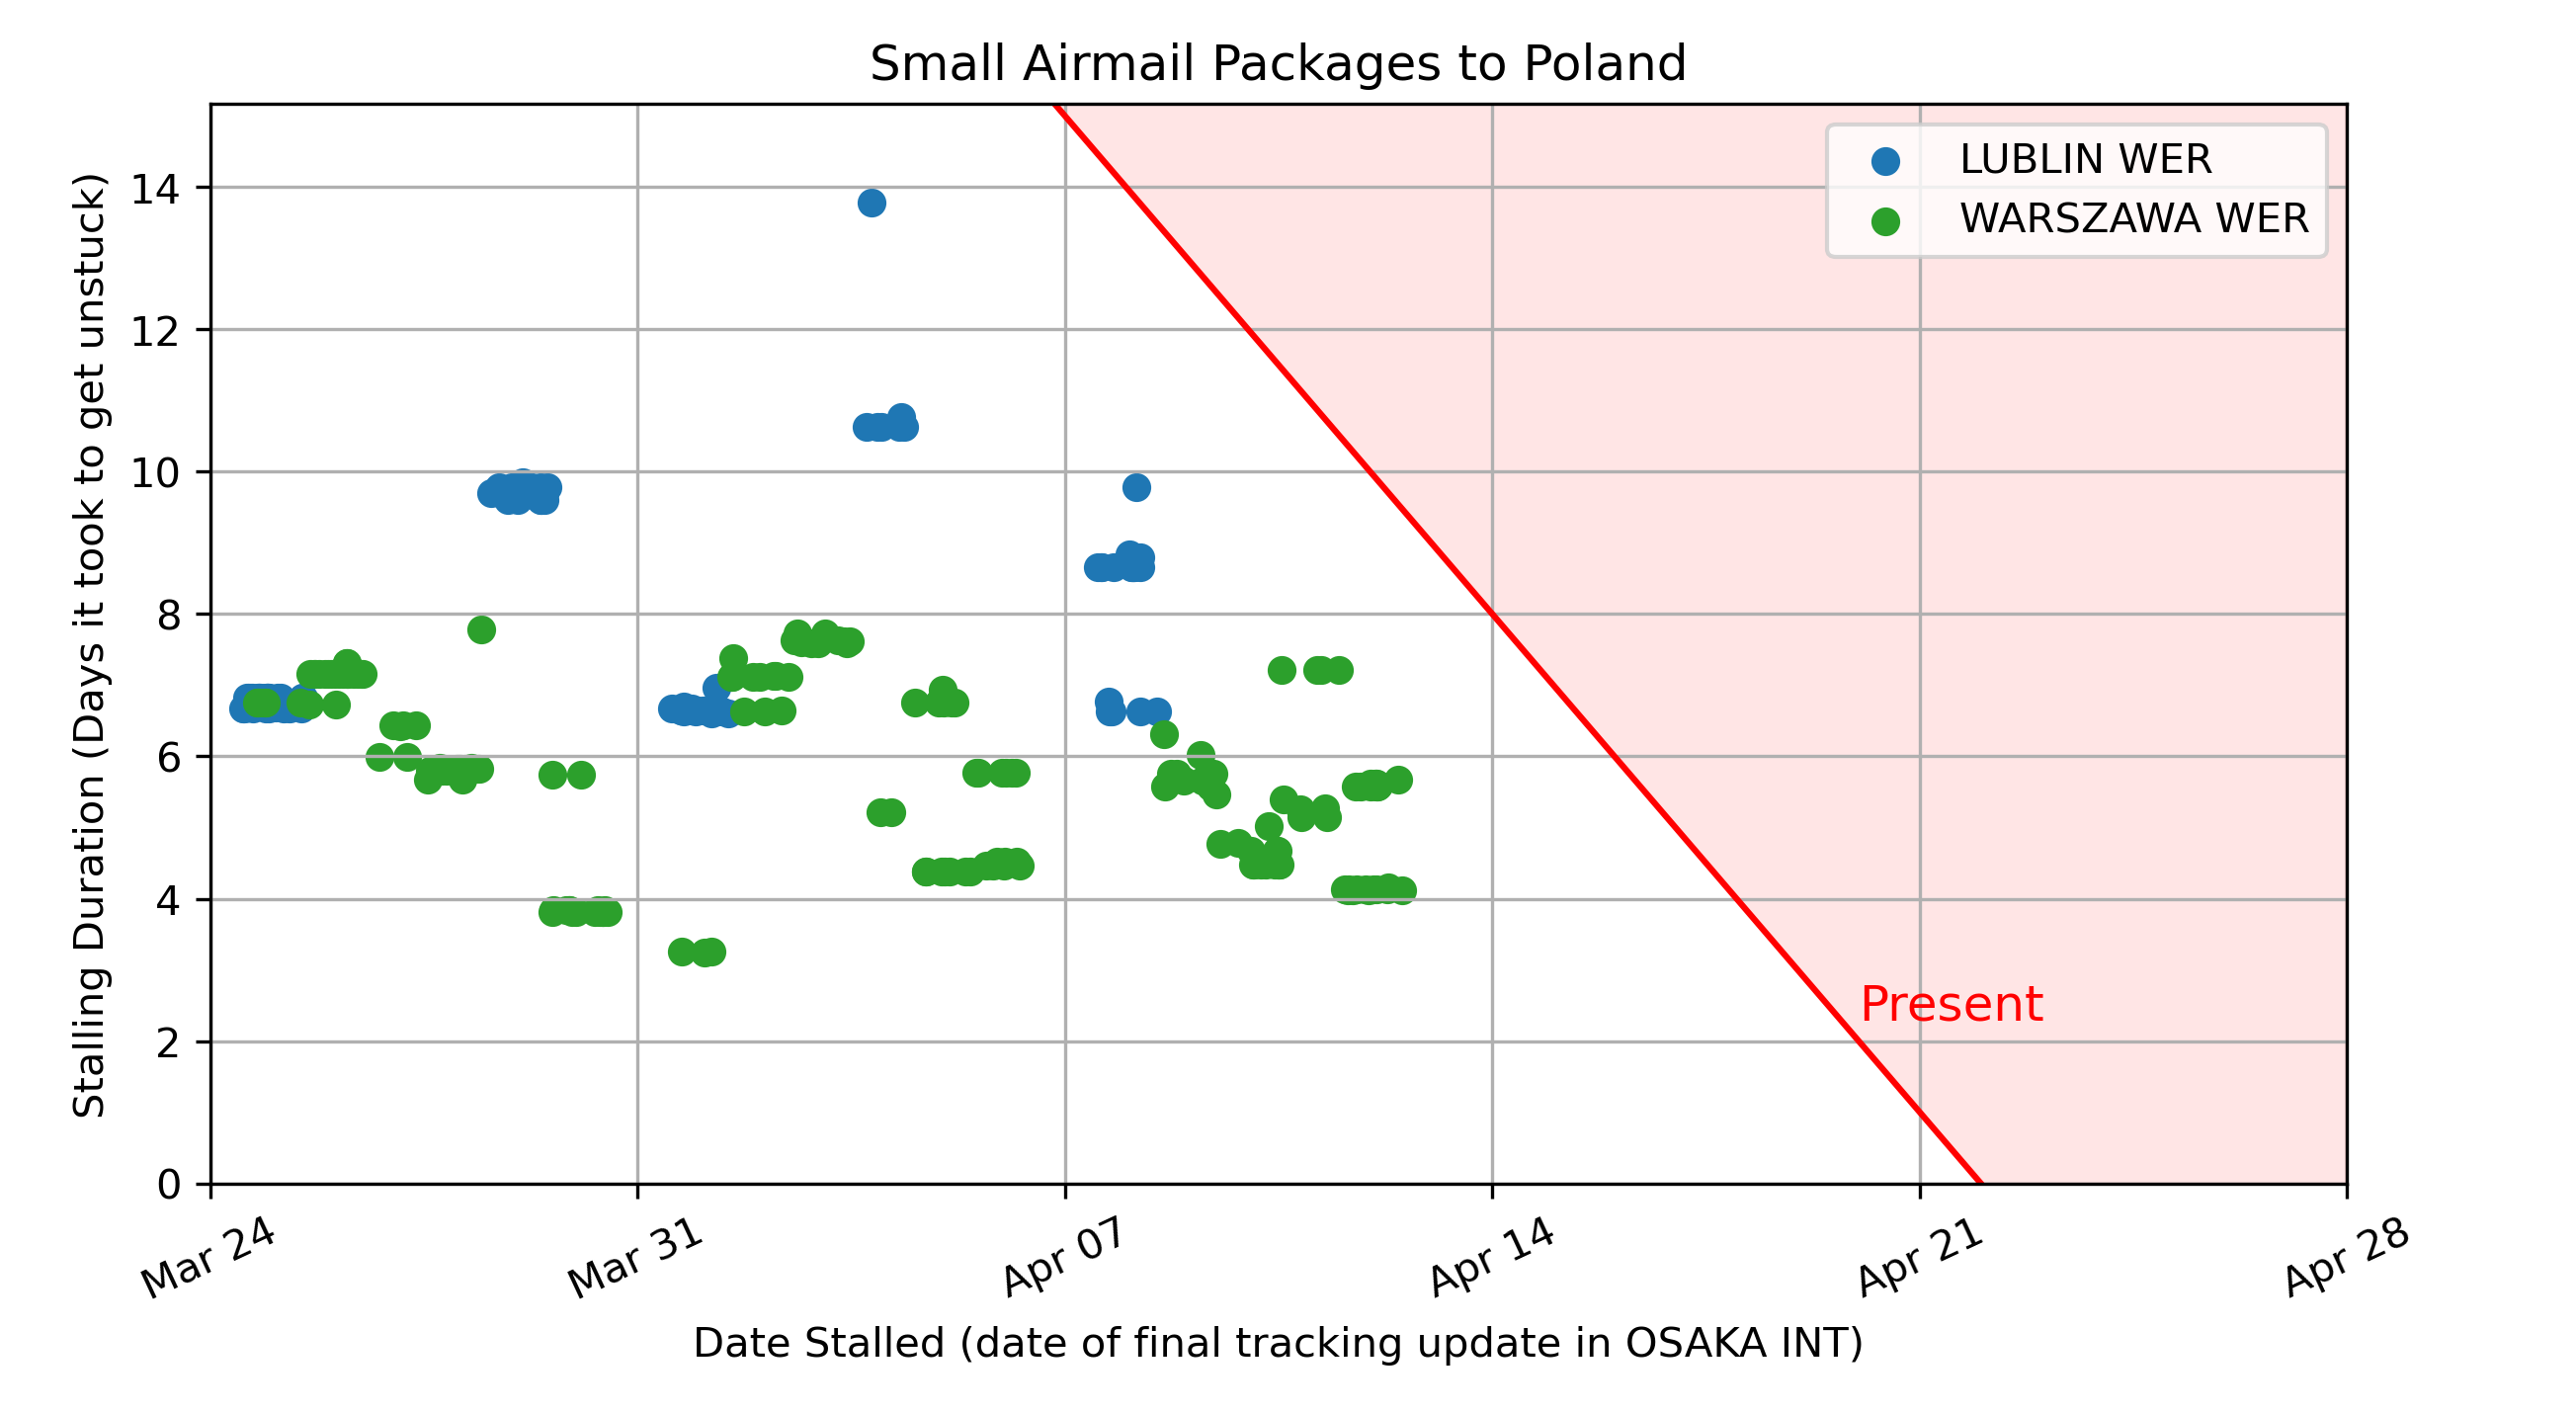 Small Airmail Packages to Poland
Stalling Duration (Days it took to get unstuck)
14
12
10
8
6
4
2
0
LUBLIN WER
WARSZAWA WER
Present
Mar 24
Mar 31
Apr 07
Apr 14
Apr 21
Apr 28
Date Stalled (date of final tracking update in OSAKA INT)